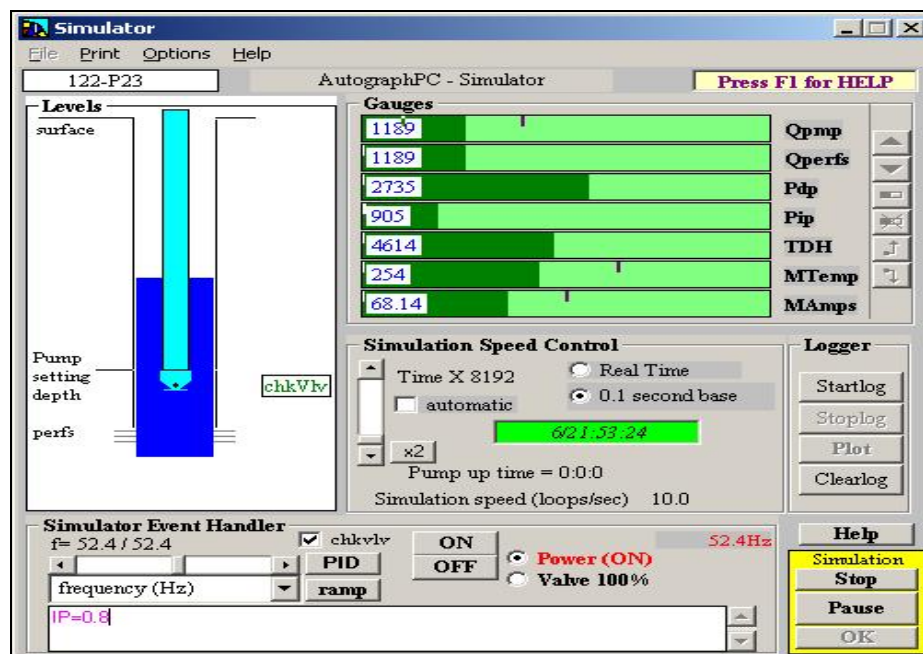 Simulator
File Print Options Help
122-P23
AutographPC - Simulator
Press F1 for HELP
Levels
surface
Pump
setting
depth
perfs
chkVlv
Gauges
1189 Qpmp
1189 Qperfs
2735 Pdp
905 Pip
4614 TDH
254 MTemp
68.14 MAmps
Simulation Speed Control
Time X 8192
Real Time
automatic
0.1 second base
6/21:53:24
x2
Pump up time = 0:0:0
Simulation speed (loops/sec) 10.0
Logger
Startlog
Stoplog
Plot
Clearlog
Simulator Event Handler
f= 52.4 / 52.4
chkvlv
ON
52.4Hz
PID
OFF
Power (ON)
Valve 100%
frequency (Hz)
ramp
IP=0.8
Help
Simulation
Stop
Pause
OK